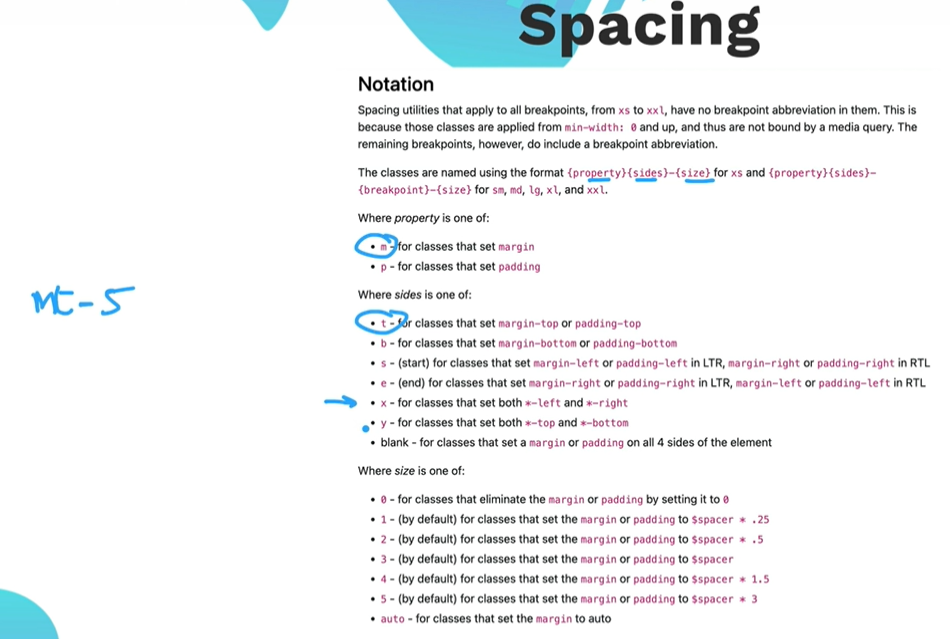 Spacing
Notation
Spacing utilities that apply to all breakpoints, from xs to xxl, have no breakpoint abbreviation in them. This is
because those classes are applied from min-width: 0 and up, and thus are not bound by a media query. The
remaining breakpoints, however, do include a breakpoint abbreviation.
The classes are named using the format {property}{sides}-{size} for xs and {property}{sides}-
{breakpoint}-{size} for sm, md, lg, xl, and xxl.
Where property is one of:
• m - for classes that set margin
• p - for classes that set padding
mt-5
Where sides is one of:
• t - for classes that set margin-top or padding-top
• b - for classes that set margin-bottom or padding-bottom
• s - (start) for classes that set margin-left or padding-left in LTR, margin-right or padding-right in RTL
• e - (end) for classes that set margin-right or padding-right in LTR, margin-left or padding-left in RTL
• x - for classes that set both *-left and *-right
• y - for classes that set both *-top and *-bottom
• blank - for classes that set a margin or padding on all 4 sides of the element
Where size is one of:
• 0 - for classes that eliminate the margin or padding by setting it to 0
• 1 - (by default) for classes that set the margin or padding to $spacer * .25
• 2 - (by default) for classes that set the margin or padding to $spacer * .5
• 3 - (by default) for classes that set the margin or padding to $spacer
• 4 - (by default) for classes that set the margin or padding to $spacer * 1.5
• 5 - (by default) for classes that set the margin or padding to $spacer * 3
• auto - for classes that set the margin to auto